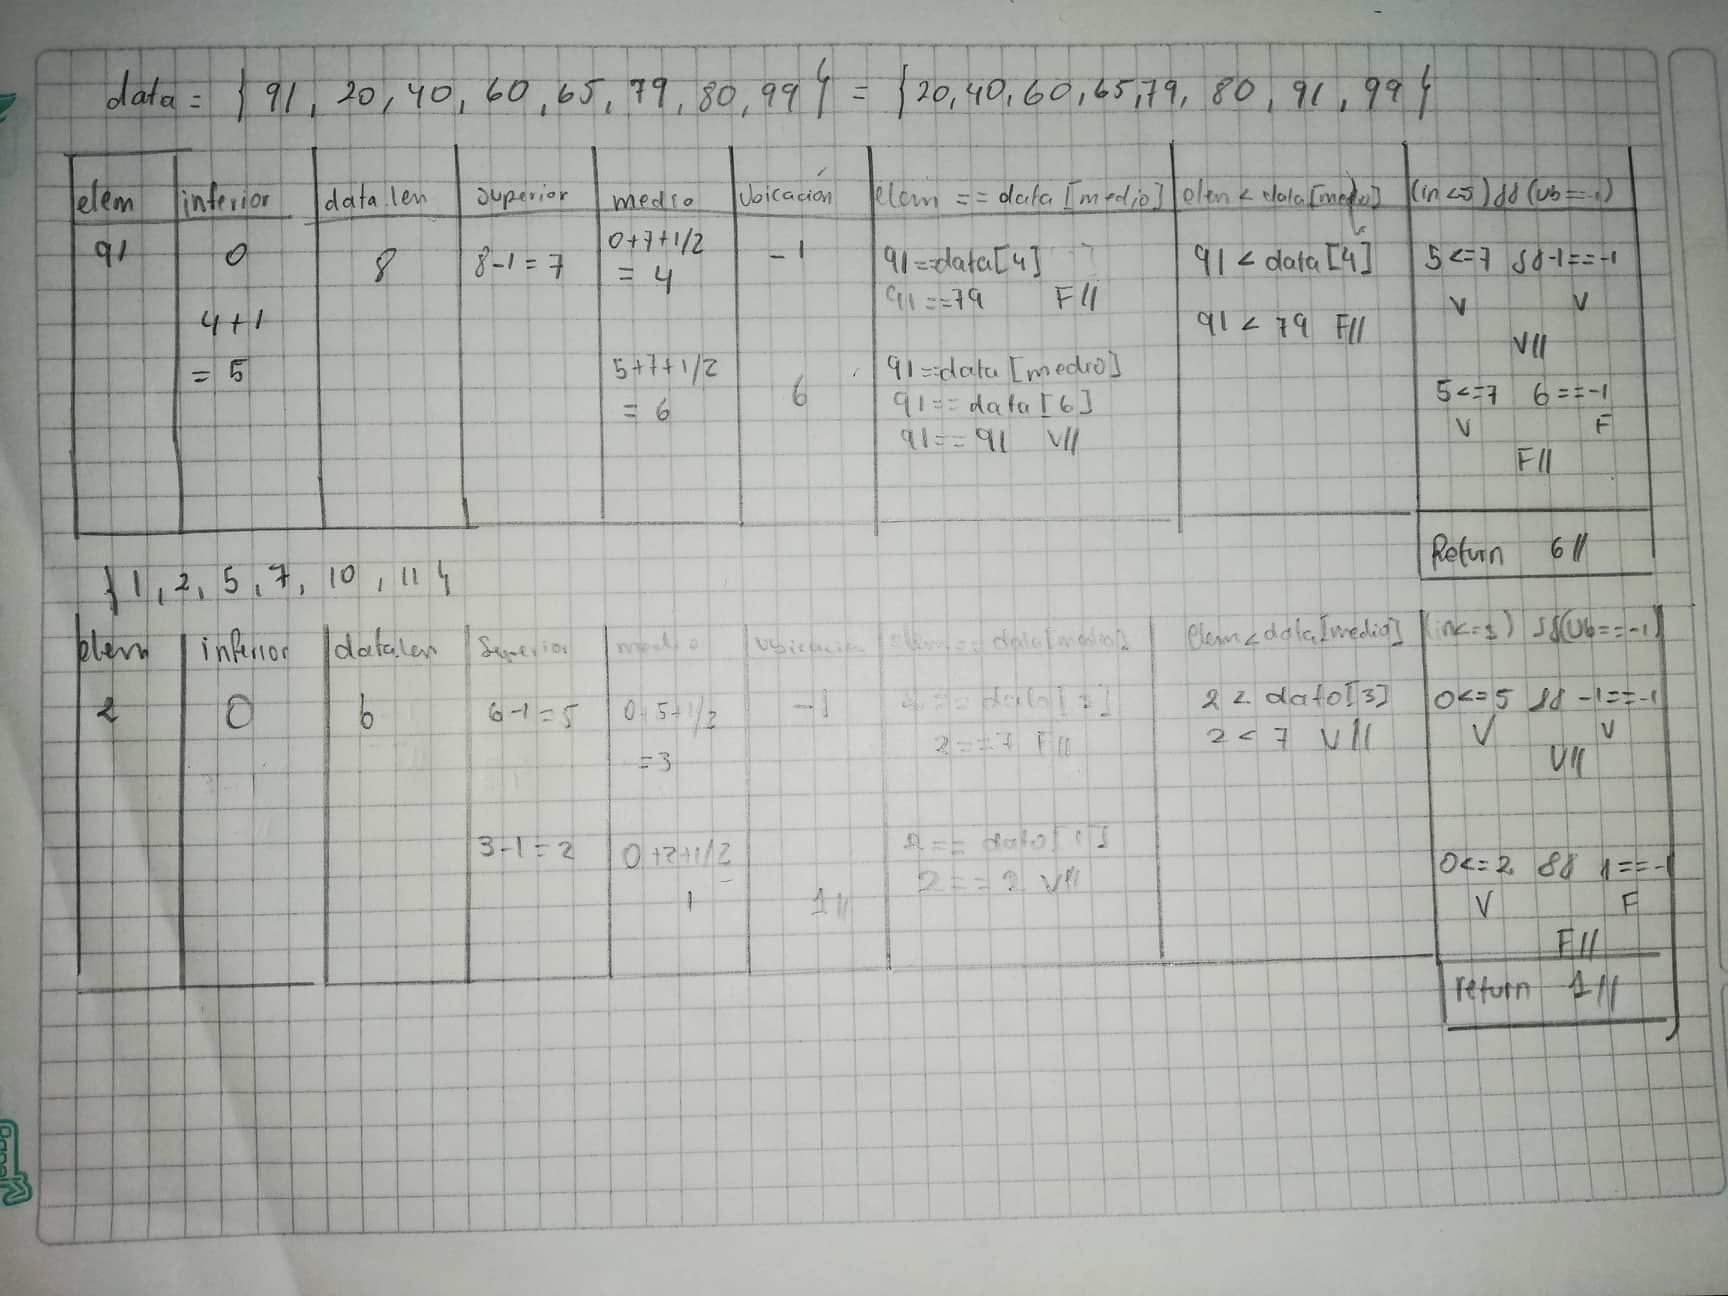 data = { 91, 20, 40, 60, 65, 79, 80, 99 } = { 20, 40, 60, 65, 79, 80, 91, 99 }
elem inferior data.len superior medio Ubicación elem == data [medio] elem < data [medio] (in<=s) && (ub==-1)
91 0 8 8-1=7 0+7+1/2 -1 91==data[4] 91 < data[4] 5<=7 && -1==-1
= 4 91==79 F// V V
4+1 91 < 79 F// V//
= 5 5+7+1/2 6 91==data [medio] 5<=7 6==-1
= 6 91== data [6] V F
91==91 V// F//
Return 6//
{ 1, 2, 5, 7, 10, 11 }
elem inferior data.len Superior medio Ubicación elem == data[medio] elem < data[medio] (in<=s) && (Ub==-1)
2 0 6 6-1=5 0+5+1/2 -1 2 == dato[3] 2 < dato[3] 0<=5 && -1==-1
=3 2==7 F// 2 < 7 V// V V
V//
3-1=2 0+2+1/2 2 == dato[1] 0<=2 && 1==-1
1 1// 2==2 V// V F
F//
return 1//